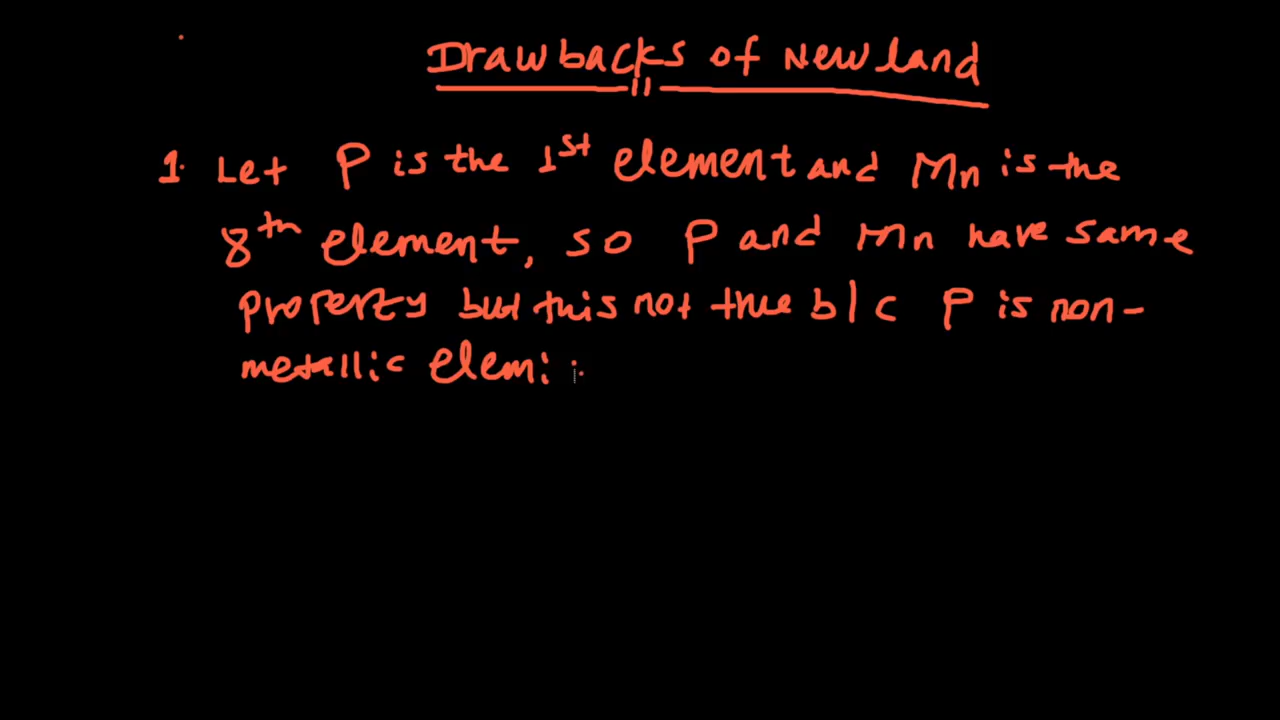 Drawbacks of Newland
1. Let P is the 1st element and Mn is the
8th element, so P and Mn have same
property but this not true b/c P is non-
metallic elem